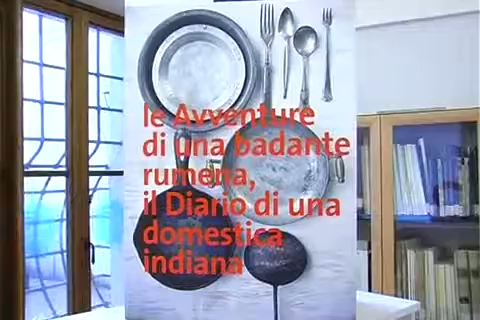 le Avventure
di una badante
rumena,
il Diario di una
domestica
indiana